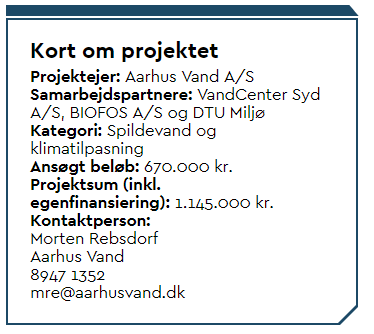 Kort om projektet
Projektejer: Aarhus Vand A/S
Samarbejdspartnere: VandCenter Syd
A/S, BIOFOS A/S og DTU Miljø
Kategori: Spildevand og
klimatilpasning
Ansøgt beløb: 670.000 kr.
Projektsum (inkl.
egenfinansiering): 1.145.000 kr.
Kontaktperson:
Morten Rebsdorf
Aarhus Vand
8947 1352
mre@aarhusvand.dk